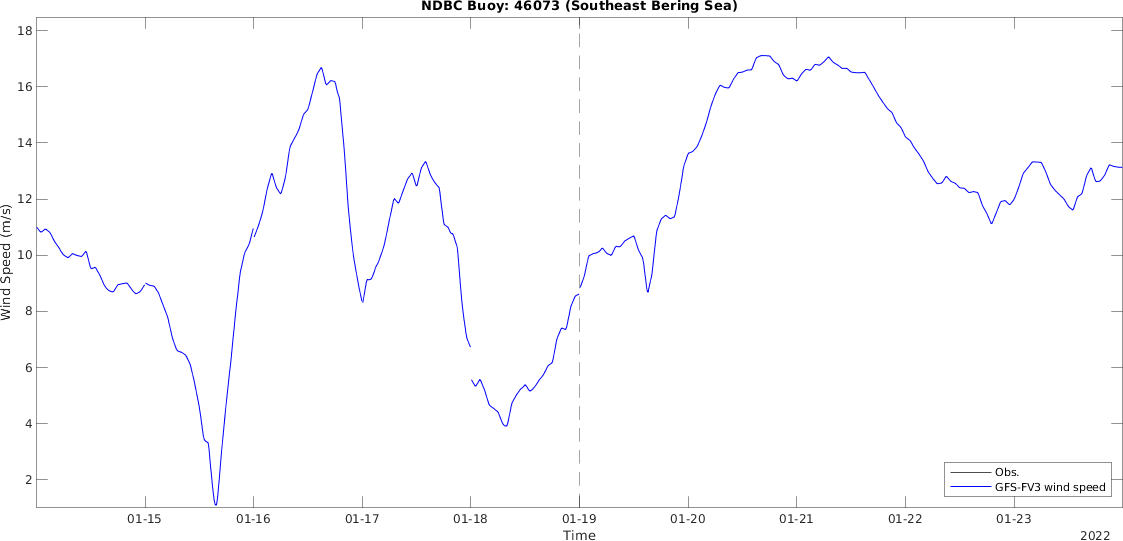 NDBC Buoy: 46073 (Southeast Bering Sea)
18
16
14
12
10
8
6
4
2
Wind Speed (m/s)
Obs.
GFS-FV3 wind speed
01-15 01-16 01-17 01-18 01-19 01-20 01-21 01-22 01-23
Time
2022